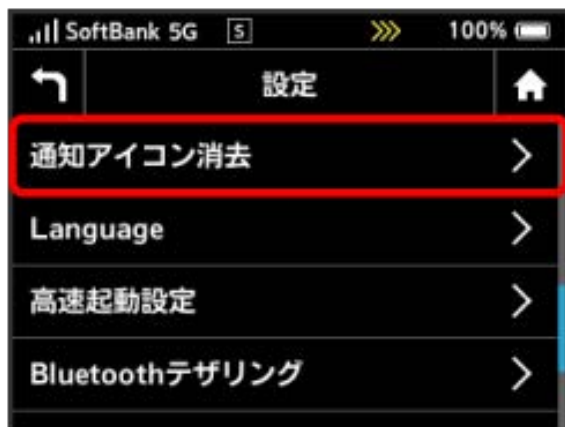 SoftBank 5G S 100%
設定
通知アイコン消去
Language
高速起動設定
Bluetoothテザリング